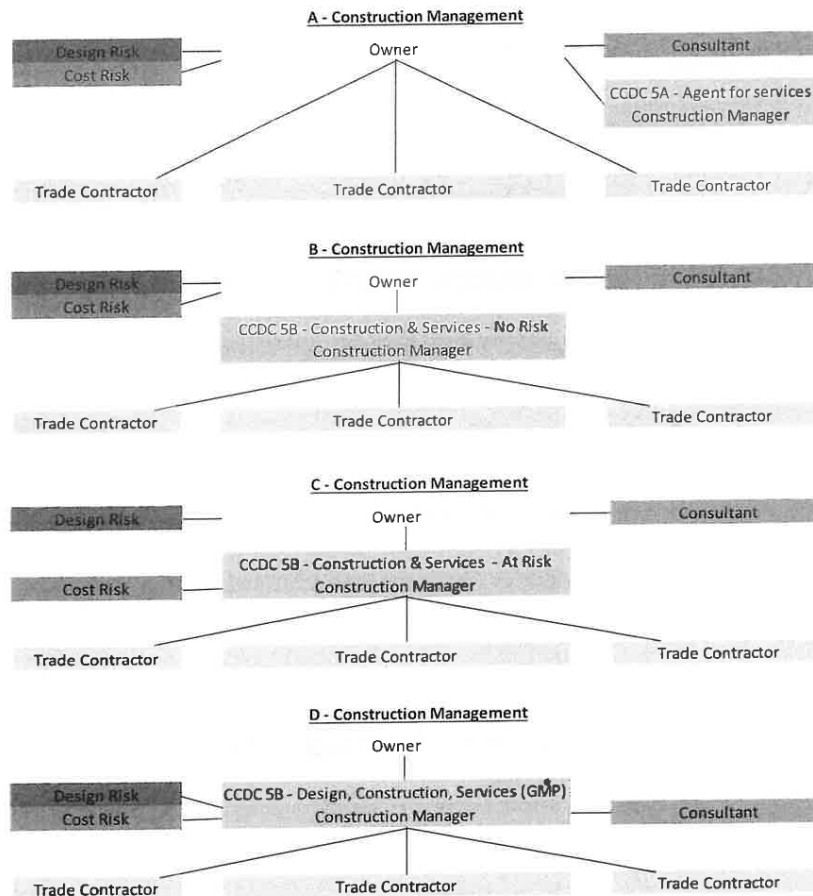 A - Construction Management
Design Risk
Owner
Consultant
Cost Risk
CCDC 5A - Agent for services
Construction Manager
Trade Contractor
Trade Contractor
Trade Contractor
B - Construction Management
Design Risk
Owner
Consultant
Cost Risk
CCDC 5B - Construction & Services - No Risk
Construction Manager
Trade Contractor
Trade Contractor
Trade Contractor
C - Construction Management
Design Risk
Owner
Consultant
CCDC 5B - Construction & Services - At Risk
Cost Risk
Construction Manager
Trade Contractor
Trade Contractor
Trade Contractor
D - Construction Management
Owner
Design Risk
CCDC 5B - Design, Construction, Services (GMP)
Cost Risk
Construction Manager
Consultant
Trade Contractor
Trade Contractor
Trade Contractor